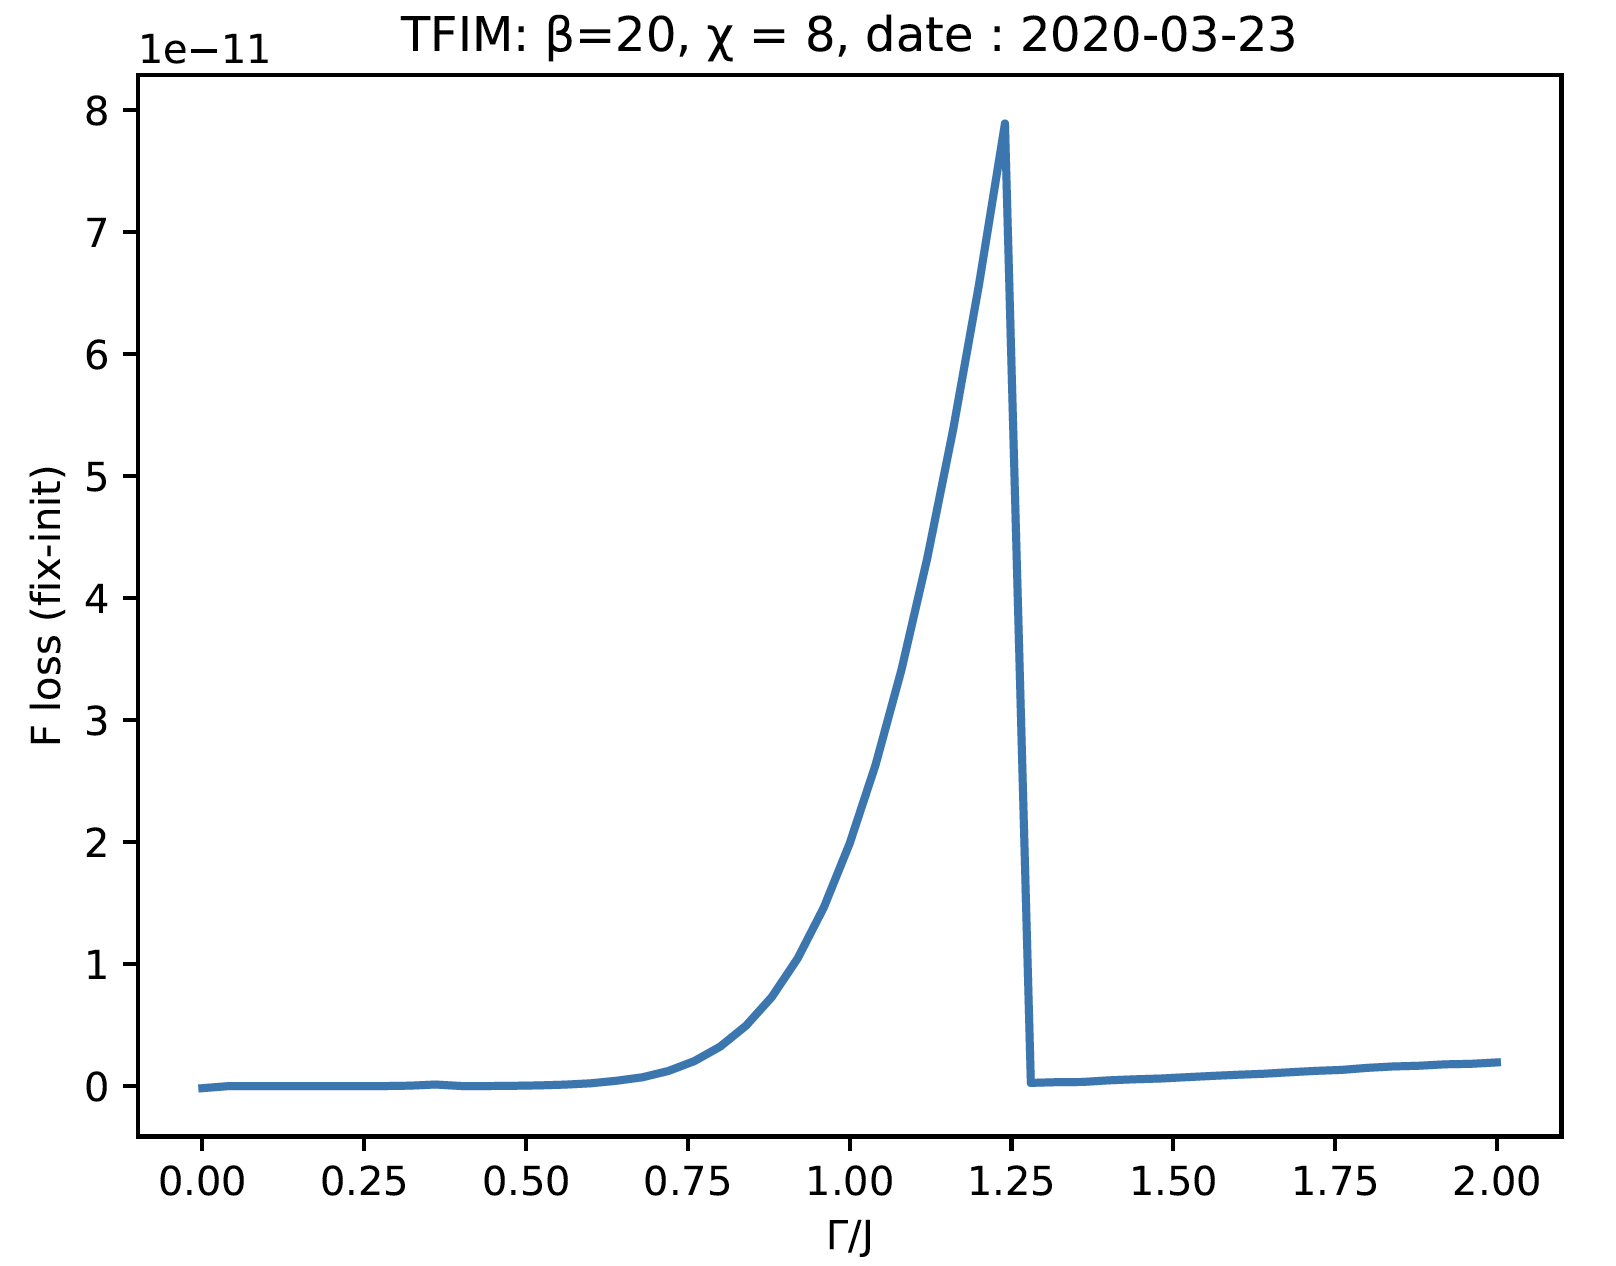 TFIM: β=20, χ = 8, date : 2020-03-23
1e−11
8
7
6
5
4
3
2
1
0
F loss (fix-init)
0.00 0.25 0.50 0.75 1.00 1.25 1.50 1.75 2.00
Γ/J